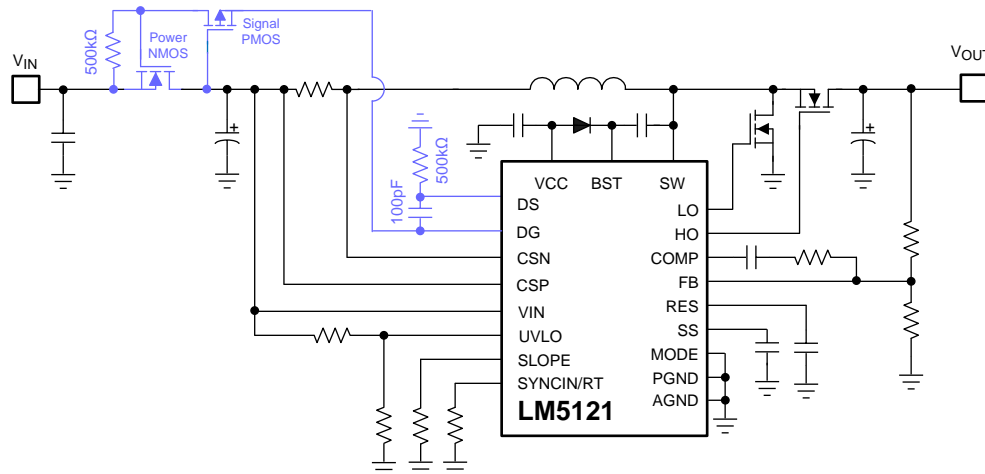 Signal
PMOS
Power
NMOS
500kΩ
VIN
VOUT
500kΩ
100pF
VCC
BST
SW
DS
DG
CSN
CSP
VIN
UVLO
SLOPE
SYNCIN/RT
LO
HO
COMP
FB
RES
SS
MODE
PGND
AGND
LM5121
+
+